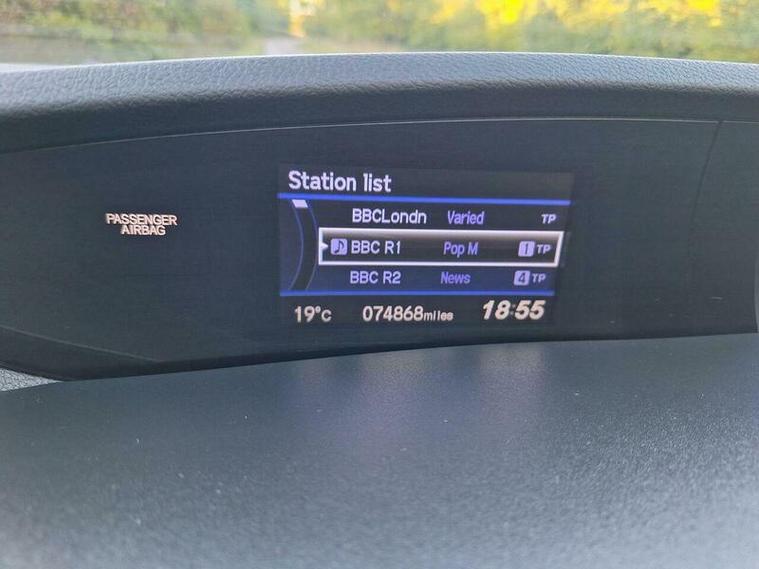 PASSENGER
AIRBAG
Station list
BBCLondn Varied TP
BBC R1 Pop M 1 TP
BBC R2 News 4 TP
19°C 074868miles 18:55